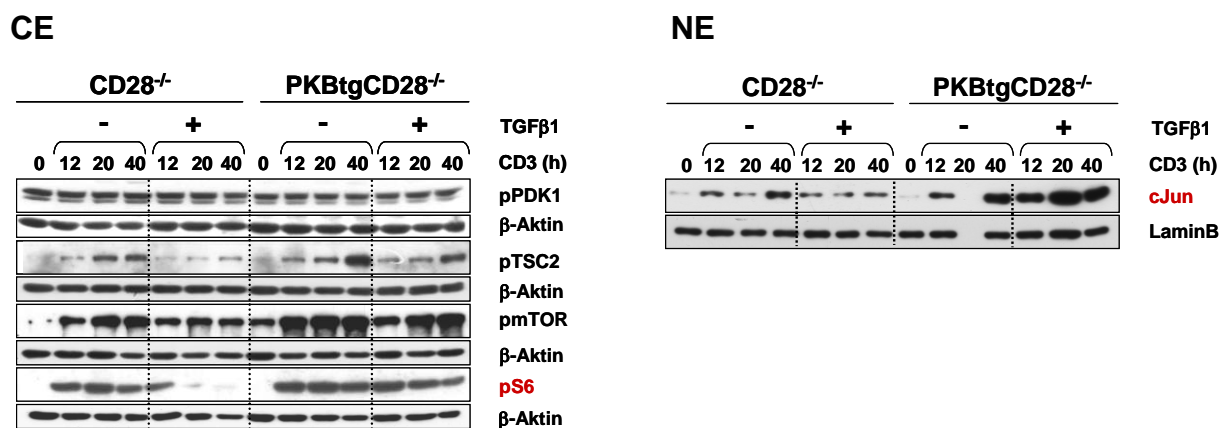 CE
CD28-/-
PKBtgCD28-/-
- + - + TGFβ1
0 12 20 40 12 20 40 0 12 20 40 12 20 40 CD3 (h)
pPDK1
β-Aktin
pTSC2
β-Aktin
pmTOR
β-Aktin
pS6
β-Aktin
NE
CD28-/-
PKBtgCD28-/-
- + - + TGFβ1
0 12 20 40 12 20 40 0 12 20 40 12 20 40 CD3 (h)
cJun
LaminB